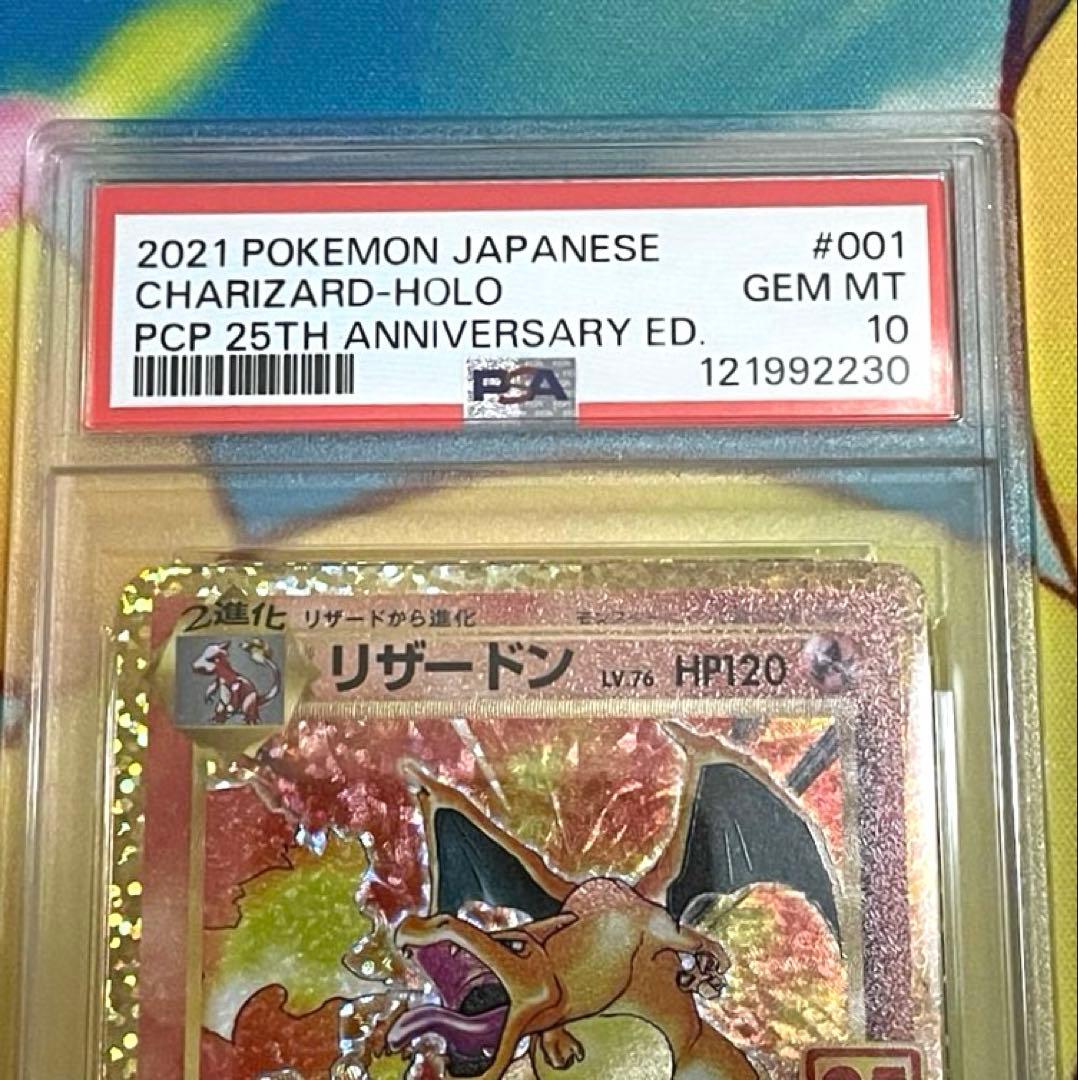 2021 POKEMON JAPANESE #001
CHARIZARD-HOLO GEM MT
PCP 25TH ANNIVERSARY ED. 10
PSA 121992230
2進化 リザードから進化
リザードン LV.76 HP120